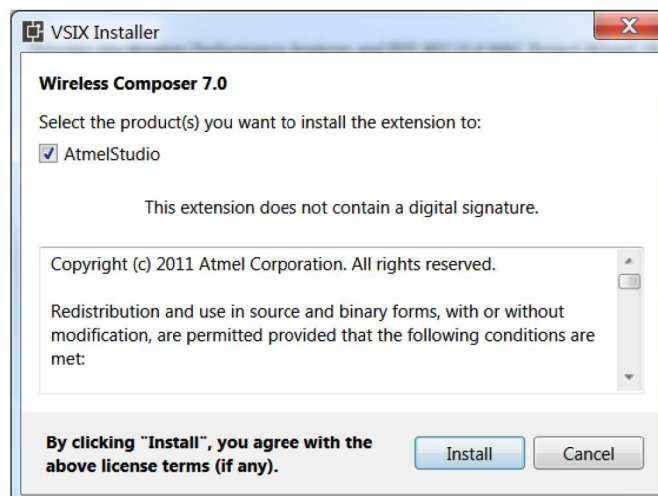 VSIX Installer
Wireless Composer 7.0
Select the product(s) you want to install the extension to:
AtmelStudio
This extension does not contain a digital signature.
Copyright (c) 2011 Atmel Corporation. All rights reserved.
Redistribution and use in source and binary forms, with or without
modification, are permitted provided that the following conditions are
met:
By clicking "Install", you agree with the
above license terms (if any).
Install
Cancel